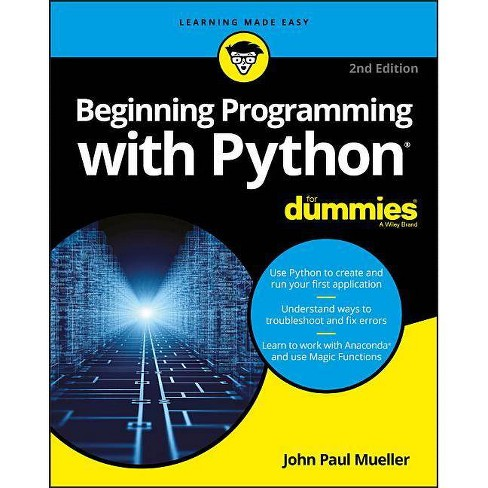 LEARNING MADE EASY
2nd Edition
Beginning Programming
with Python®
for
dummies®
A Wiley Brand
Use Python to create and
run your first application
Understand ways to
troubleshoot and fix errors
Learn to work with Anaconda®
and use Magic Functions
John Paul Mueller